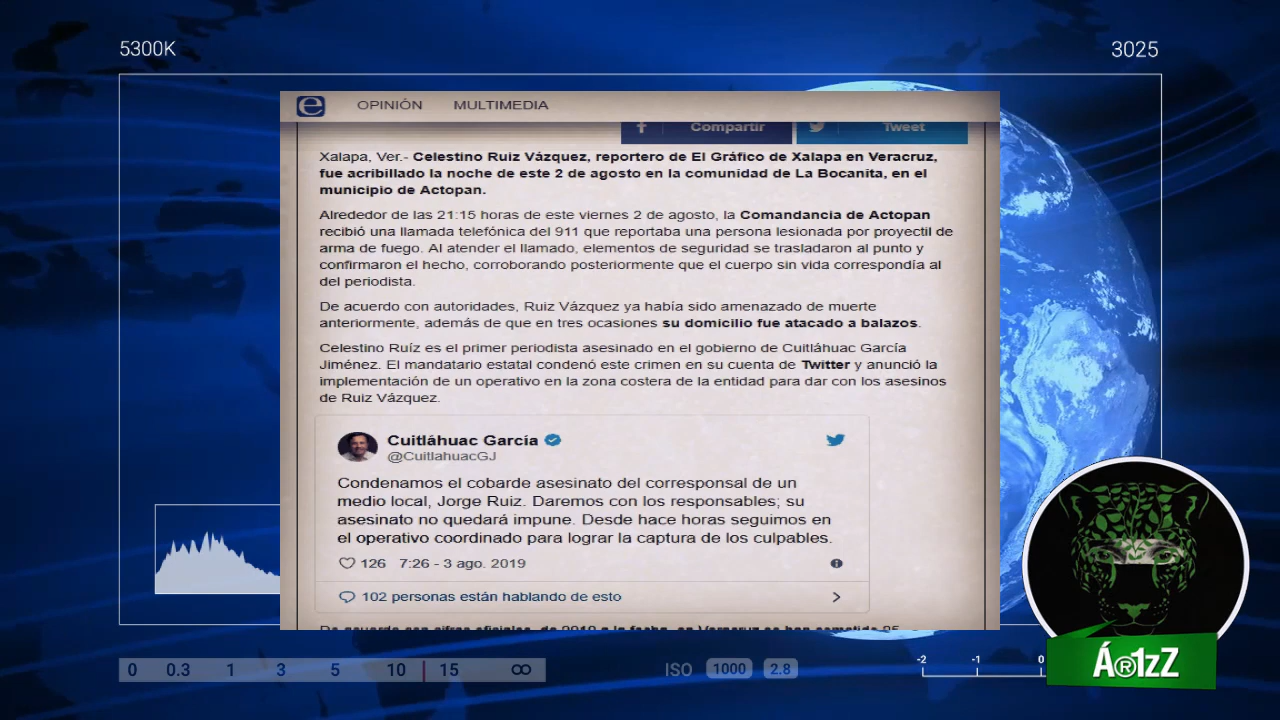 5300K
3025
e OPINIÓN MULTIMEDIA
Compartir Tweet
Xalapa, Ver.- Celestino Ruiz Vázquez, reportero de El Gráfico de Xalapa en Veracruz,
fue acribillado la noche de este 2 de agosto en la comunidad de La Bocanita, en el
municipio de Actopan.
Alrededor de las 21:15 horas de este viernes 2 de agosto, la Comandancia de Actopan
recibió una llamada telefónica del 911 que reportaba una persona lesionada por proyectil de
arma de fuego. Al atender el llamado, elementos de seguridad se trasladaron al punto y
confirmaron el hecho, corroborando posteriormente que el cuerpo sin vida correspondía al
del periodista.
De acuerdo con autoridades, Ruiz Vázquez ya había sido amenazado de muerte
anteriormente, además de que en tres ocasiones su domicilio fue atacado a balazos.
Celestino Ruíz es el primer periodista asesinado en el gobierno de Cuitláhuac García
Jiménez. El mandatario estatal condenó este crimen en su cuenta de Twitter y anunció la
implementación de un operativo en la zona costera de la entidad para dar con los asesinos
de Ruiz Vázquez.
Cuitláhuac García
@CuitlahuacGJ
Condenamos el cobarde asesinato del corresponsal de un
medio local, Jorge Ruiz. Daremos con los responsables; su
asesinato no quedará impune. Desde hace horas seguimos en
el operativo coordinado para lograr la captura de los culpables.
126 7:26 - 3 ago. 2019
102 personas están hablando de esto
Á®1zZ
0 0.3 1 3 5 10 15 ∞ ISO 1000 2.8 -2 -1 0